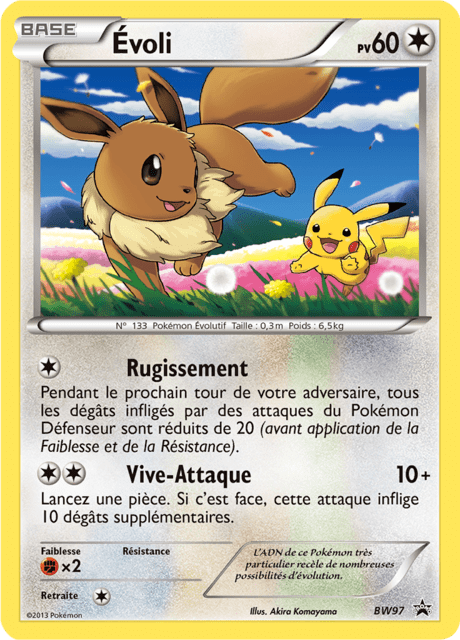 BASE
Évoli
PV60
N° 133 Pokémon Évolutif Taille : 0,3m Poids : 6,5kg
Rugissement
Pendant le prochain tour de votre adversaire, tous
les dégâts infligés par des attaques du Pokémon
Défenseur sont réduits de 20 (avant application de la
Faiblesse et de la Résistance).
Vive-Attaque 10+
Lancez une pièce. Si c'est face, cette attaque inflige
10 dégâts supplémentaires.
Faiblesse Résistance
×2
Retraite
L'ADN de ce Pokémon très
particulier recèle de nombreuses
possibilités d'évolution.
©2013 Pokémon Illus. Akira Komayama BW97
PROMO